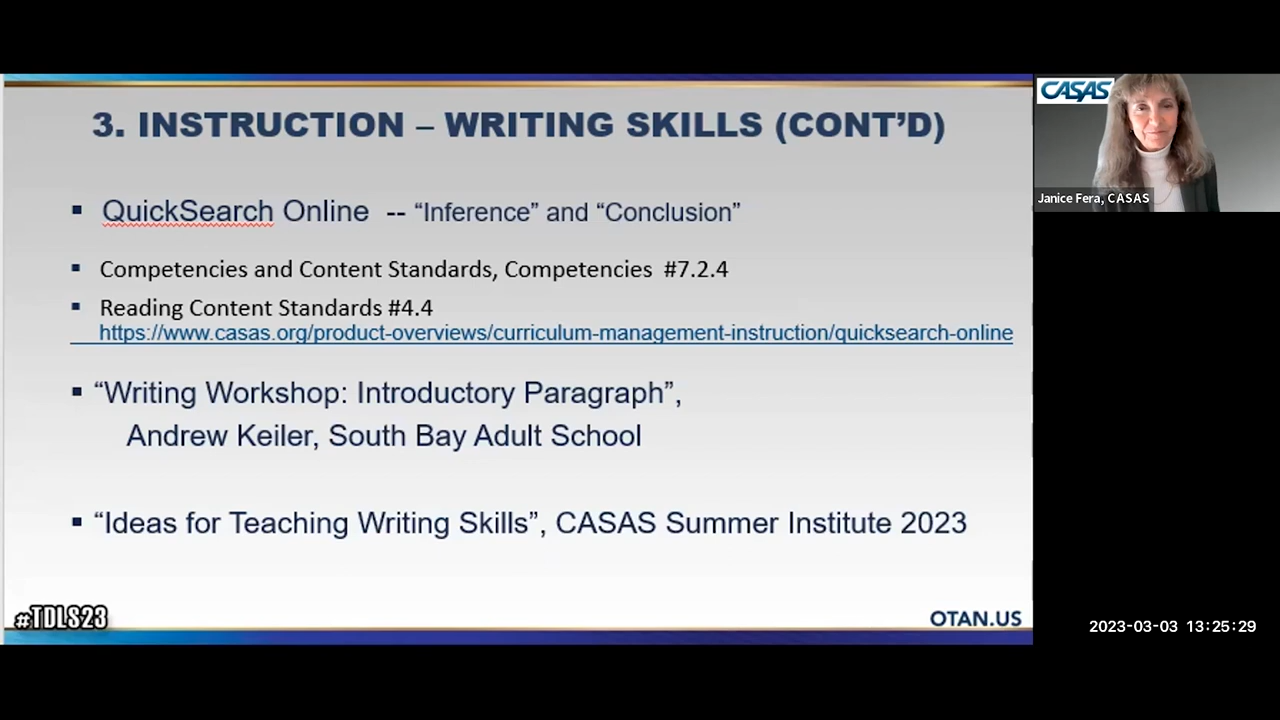 3. INSTRUCTION – WRITING SKILLS (CONT’D)
▪ QuickSearch Online -- “Inference” and “Conclusion”
▪ Competencies and Content Standards, Competencies #7.2.4
▪ Reading Content Standards #4.4
https://www.casas.org/product-overviews/curriculum-management-instruction/quicksearch-online
▪ “Writing Workshop: Introductory Paragraph”,
Andrew Keiler, South Bay Adult School
▪ “Ideas for Teaching Writing Skills”, CASAS Summer Institute 2023
#TDLS23
OTAN.US
CASAS
Janice Fera, CASAS
2023-03-03 13:25:29